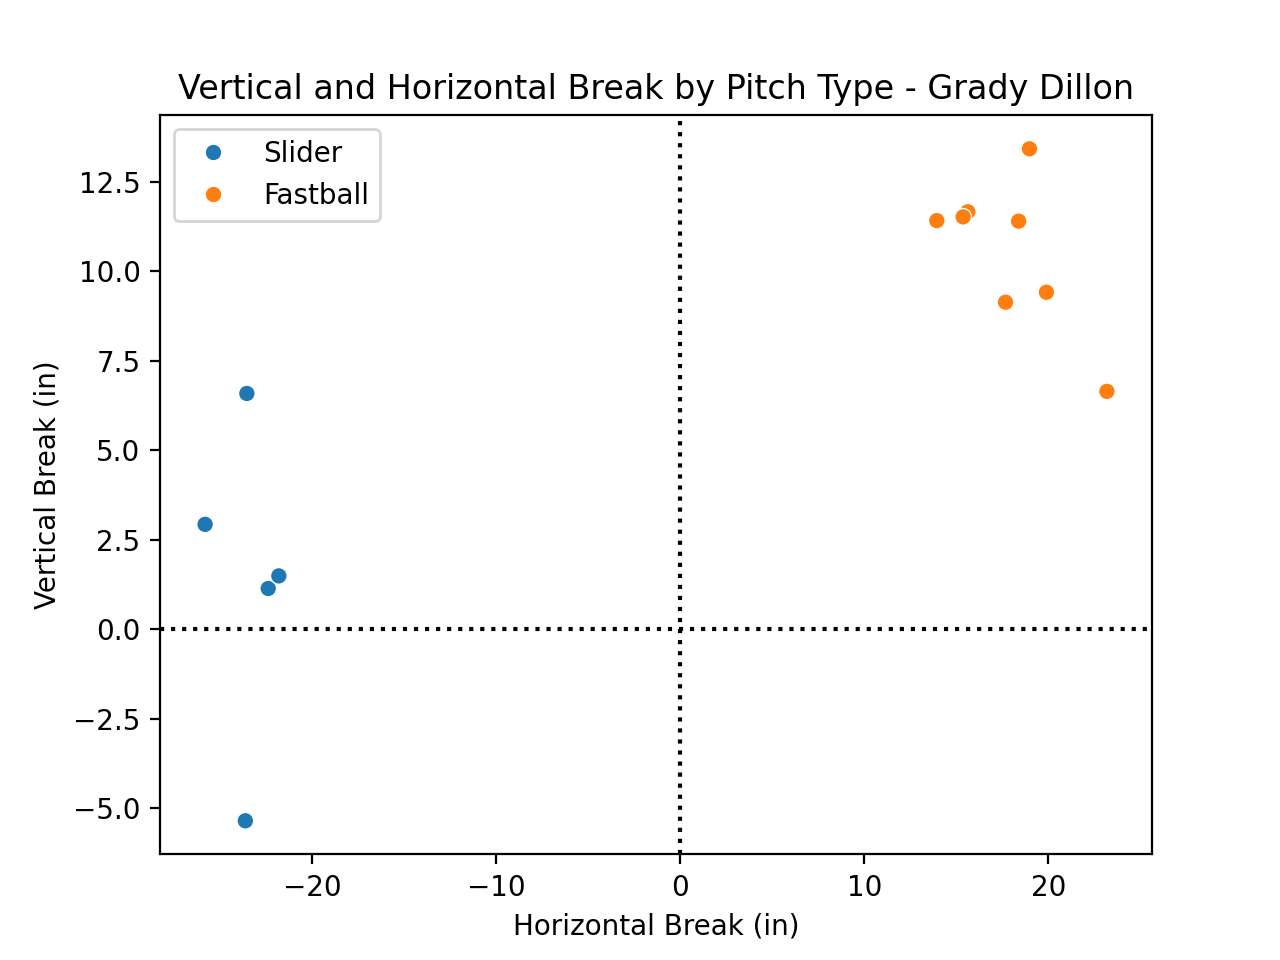 Vertical and Horizontal Break by Pitch Type - Grady Dillon
Slider
Fastball
12.5
10.0
7.5
5.0
2.5
0.0
−2.5
−5.0
Vertical Break (in)
−20
−10
0
10
20
Horizontal Break (in)